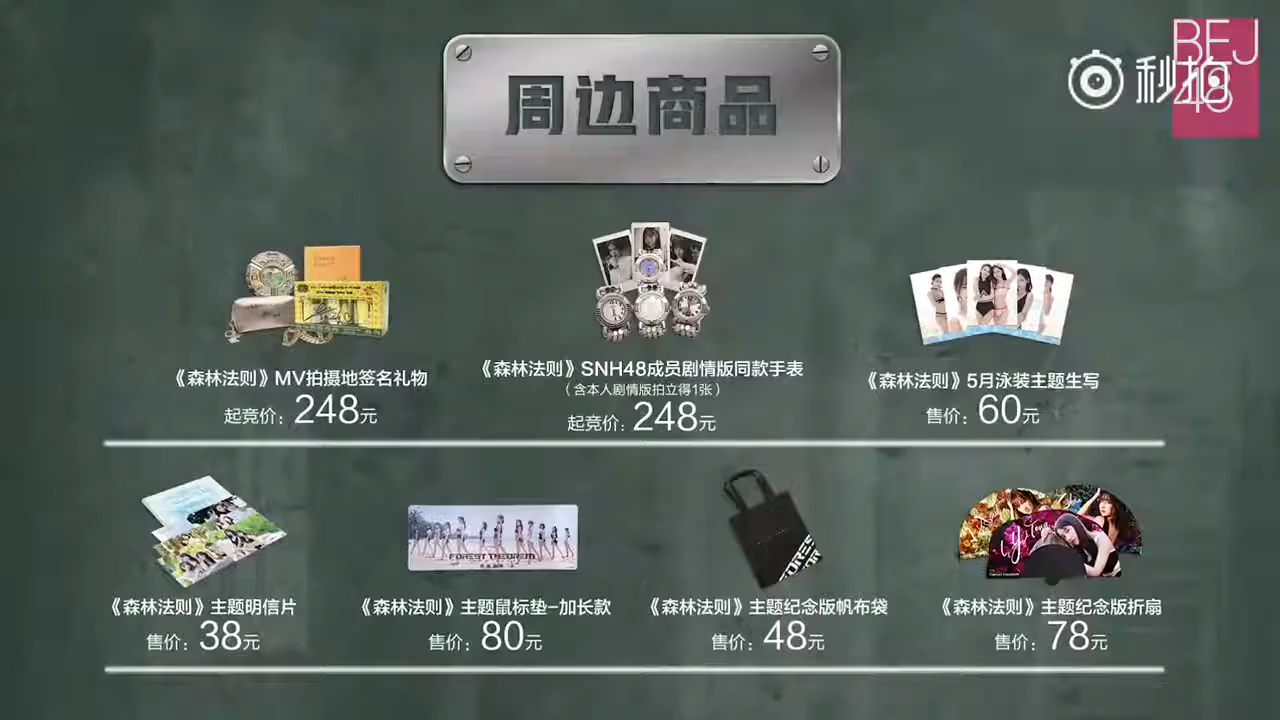 周边商品
BEJ
48
秒拍
《森林法则》MV拍摄地签名礼物
起竞价：248元
《森林法则》SNH48成员剧情版同款手表
（含本人剧情版拍立得1张）
起竞价：248元
《森林法则》5月泳装主题生写
售价：60元
FOREST THEOREM
《森林法则》主题明信片
售价：38元
《森林法则》主题鼠标垫-加长款
售价：80元
《森林法则》主题纪念版帆布袋
售价：48元
《森林法则》主题纪念版折扇
售价：78元